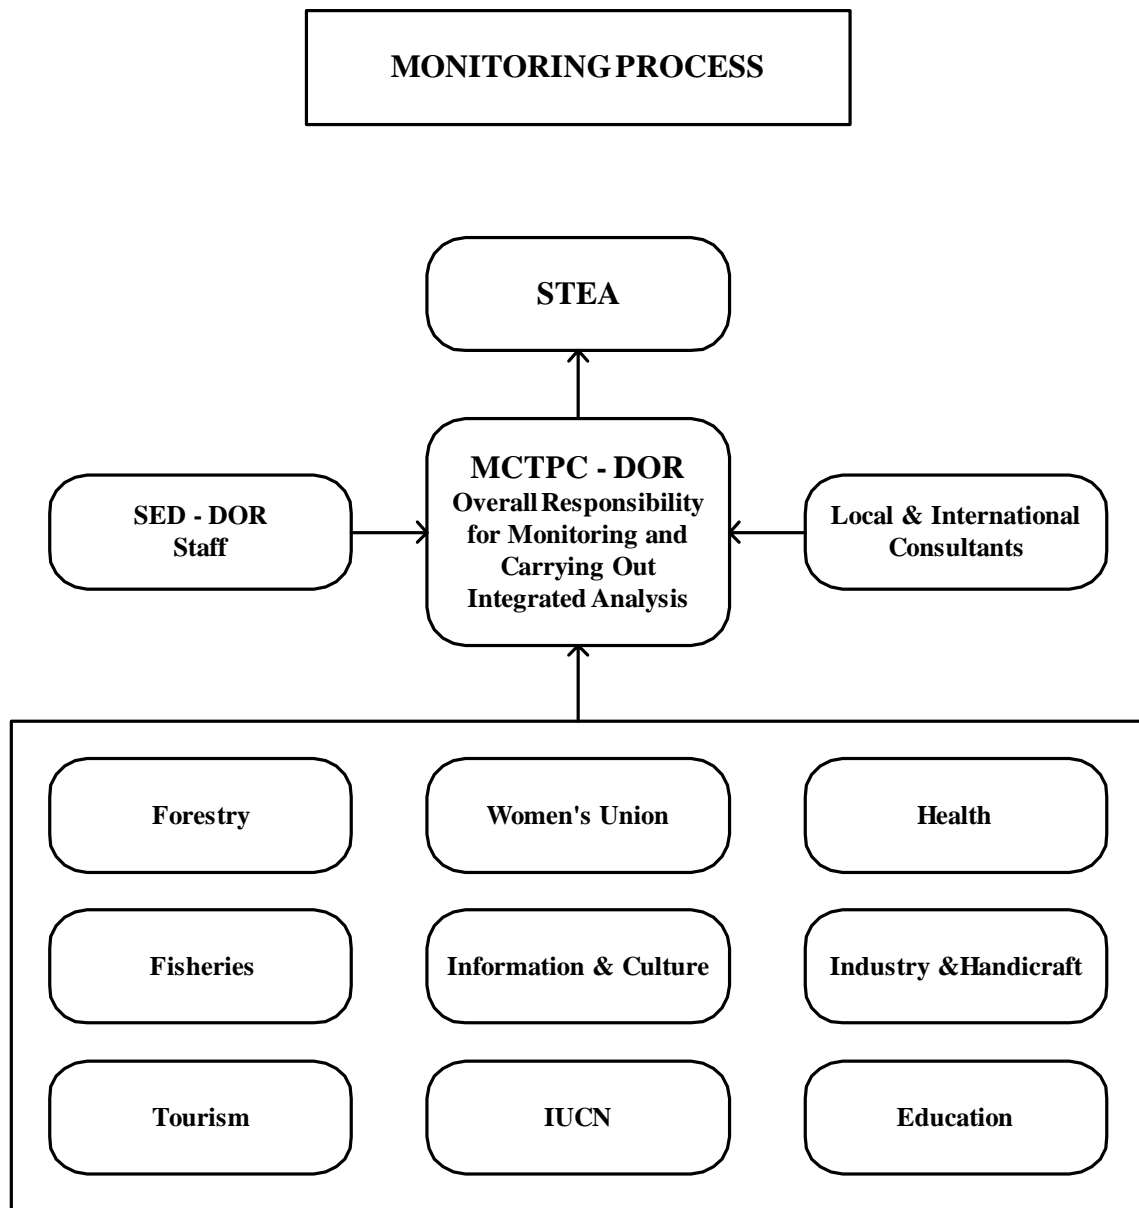 MONITORING PROCESS
STEA
MCTPC - DOR
Overall Responsibility
for Monitoring and
Carrying Out
Integrated Analysis
SED - DOR
Staff
Local & International
Consultants
Forestry
Women's Union
Health
Fisheries
Information & Culture
Industry &Handicraft
Tourism
IUCN
Education